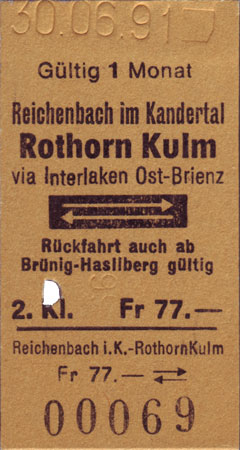 30.06.91
Gültig 1 Monat
Reichenbach im Kandertal
Rothorn Kulm
via Interlaken Ost-Brienz
Rückfahrt auch ab
Brünig-Hasliberg gültig
2. Kl. Fr 77.—
Reichenbach i.K.-RothornKulm
Fr 77.—
00069